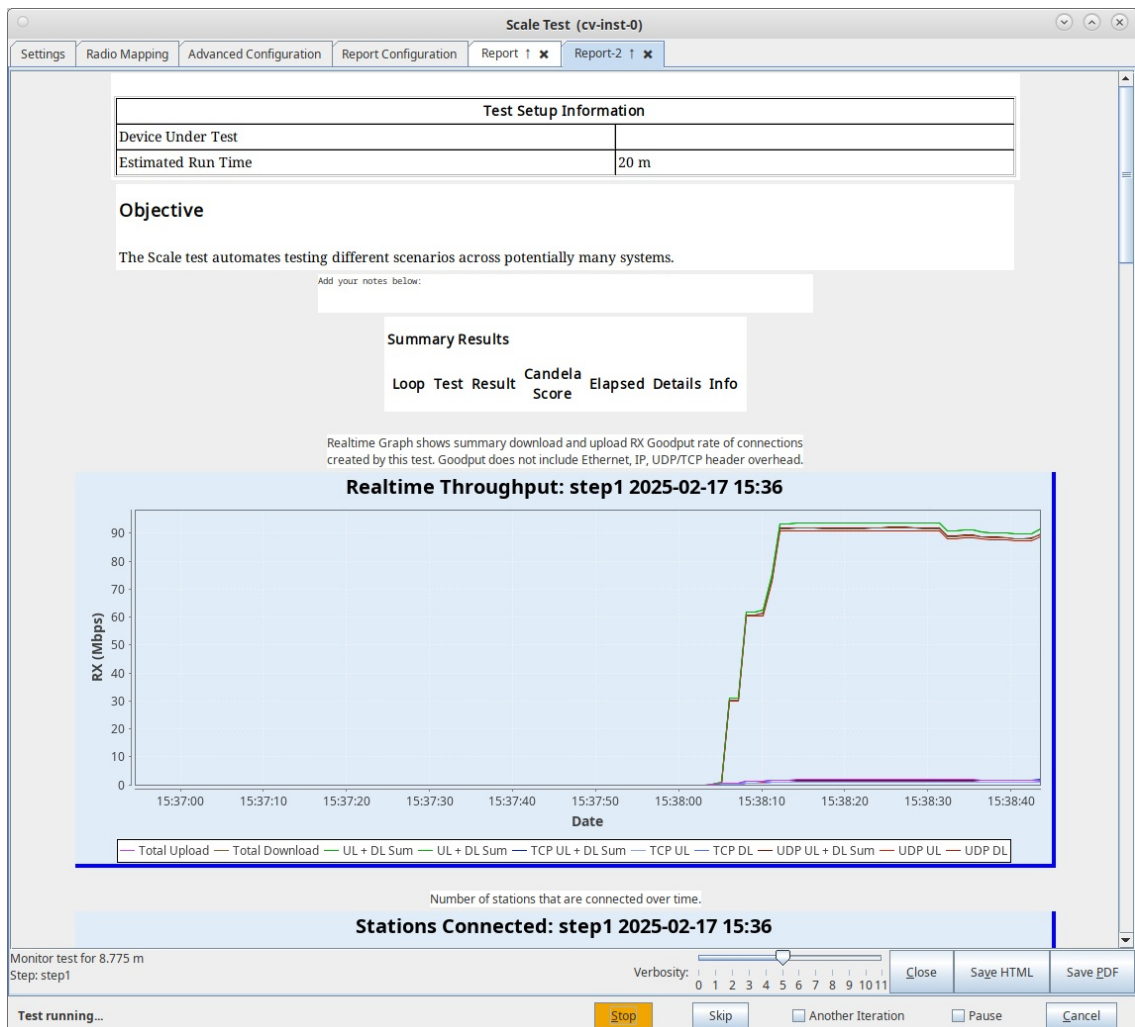 Scale Test (cv-inst-0)
Settings
Radio Mapping
Advanced Configuration
Report Configuration
Report ↑ ✖
Report-2 ↑ ✖
Test Setup Information
Device Under Test
Estimated Run Time 20 m
Objective
The Scale test automates testing different scenarios across potentially many systems.
Add your notes below:
Summary Results
Loop Test Result Candela Score Elapsed Details Info
Realtime Graph shows summary download and upload RX Goodput rate of connections
created by this test. Goodput does not include Ethernet, IP, UDP/TCP header overhead.
Realtime Throughput: step1 2025-02-17 15:36
RX (Mbps)
90
80
70
60
50
40
30
20
10
0
15:37:00 15:37:10 15:37:20 15:37:30 15:37:40 15:37:50 15:38:00 15:38:10 15:38:20 15:38:30 15:38:40
Date
Total Upload Total Download UL + DL Sum UL + DL Sum TCP UL + DL Sum TCP UL TCP DL UDP UL + DL Sum UDP UL UDP DL
Number of stations that are connected over time.
Stations Connected: step1 2025-02-17 15:36
Monitor test for 8.775 m
Step: step1
Verbosity:
0 1 2 3 4 5 6 7 8 9 10 11
Close
Save HTML
Save PDF
Test running...
Stop
Skip
Another Iteration
Pause
Cancel